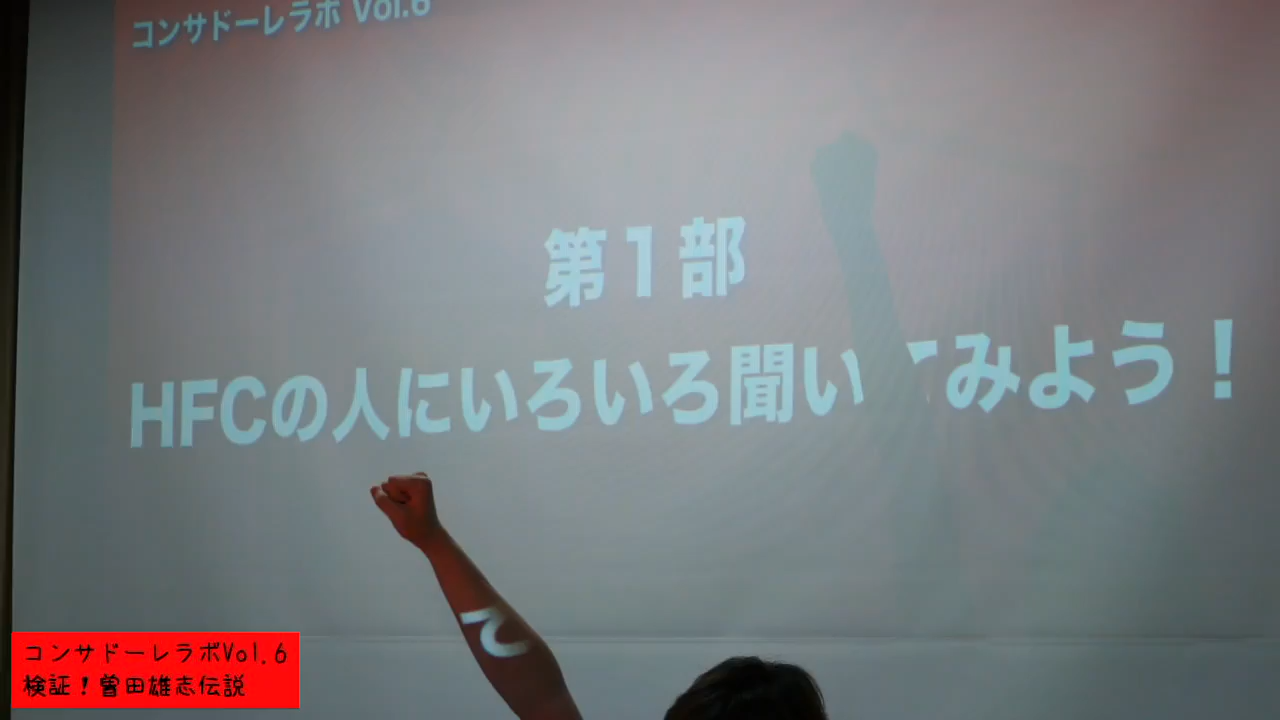 コンサドーレラボ Vol.6
第1部
HFCの人にいろいろ聞いてみよう！
コンサドーレラボVol.6
検証！曽田雄志伝説